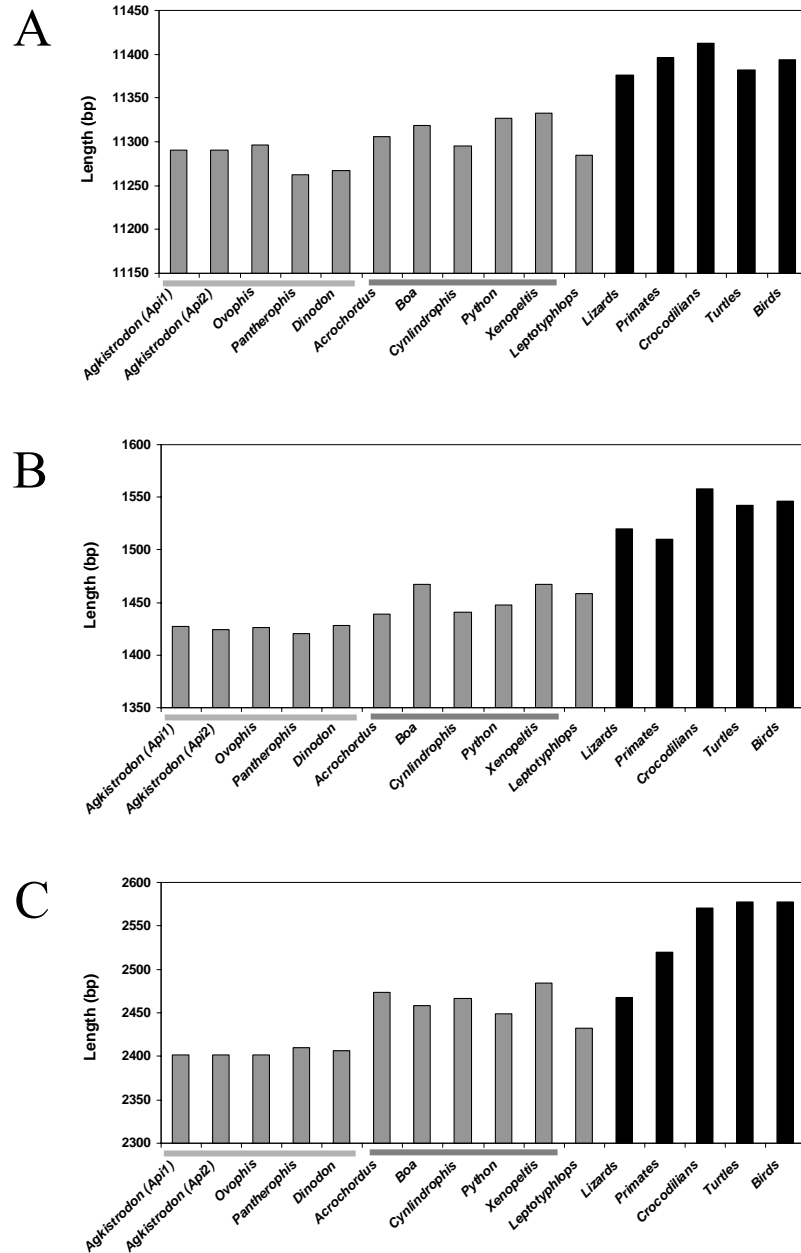 A
Length (bp)
11450
11400
11350
11300
11250
11200
11150
Agkistrodon (Api1)
Agkistrodon (Api2)
Ovophis
Pantherophis
Dinodon
Acrochordus
Boa
Cynlindrophis
Python
Xenopeltis
Leptotyphlops
Lizards
Primates
Crocodilians
Turtles
Birds
B
Length (bp)
1600
1550
1500
1450
1400
1350
Agkistrodon (Api1)
Agkistrodon (Api2)
Ovophis
Pantherophis
Dinodon
Acrochordus
Boa
Cynlindrophis
Python
Xenopeltis
Leptotyphlops
Lizards
Primates
Crocodilians
Turtles
Birds
C
Length (bp)
2600
2550
2500
2450
2400
2350
2300
Agkistrodon (Api1)
Agkistrodon (Api2)
Ovophis
Pantherophis
Dinodon
Acrochordus
Boa
Cynlindrophis
Python
Xenopeltis
Leptotyphlops
Lizards
Primates
Crocodilians
Turtles
Birds